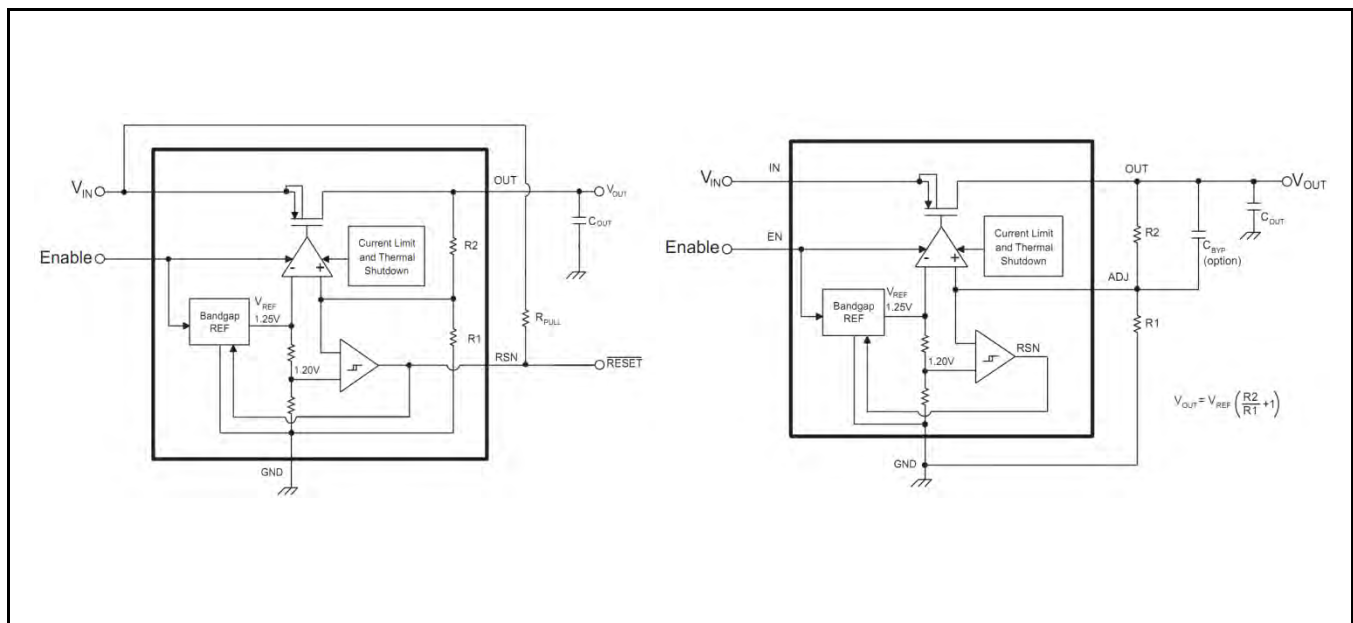 V_IN
Enable
OUT
V_OUT
C_OUT
Current Limit
and Thermal
Shutdown
R2
-
+
V_REF
1.25V
Bandgap
REF
R1
R_PULL
RSN
RESET
1.20V
GND
IN
V_IN
EN
Enable
OUT
V_OUT
C_OUT
R2
C_BYP
(option)
Current Limit
and Thermal
Shutdown
-
+
ADJ
V_REF
1.25V
Bandgap
REF
R1
RSN
1.20V
V_OUT = V_REF (R2/R1 +1)
GND